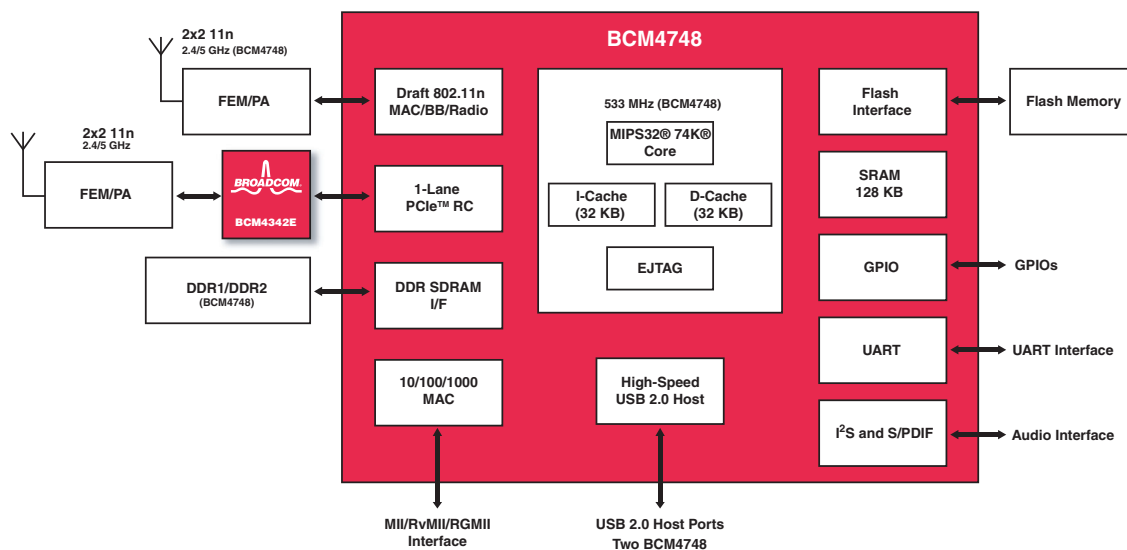 BCM4748
2x2 11n
2.4/5 GHz (BCM4748)
FEM/PA
Draft 802.11n
MAC/BB/Radio
2x2 11n
2.4/5 GHz
FEM/PA
BROADCOM.
BCM4342E
1-Lane
PCIe™ RC
DDR1/DDR2
(BCM4748)
DDR SDRAM
I/F
10/100/1000
MAC
MII/RvMII/RGMII
Interface
533 MHz (BCM4748)
MIPS32® 74K®
Core
I-Cache
(32 KB)
D-Cache
(32 KB)
EJTAG
High-Speed
USB 2.0 Host
USB 2.0 Host Ports
Two BCM4748
Flash
Interface
Flash Memory
SRAM
128 KB
GPIO
GPIOs
UART
UART Interface
I²S and S/PDIF
Audio Interface